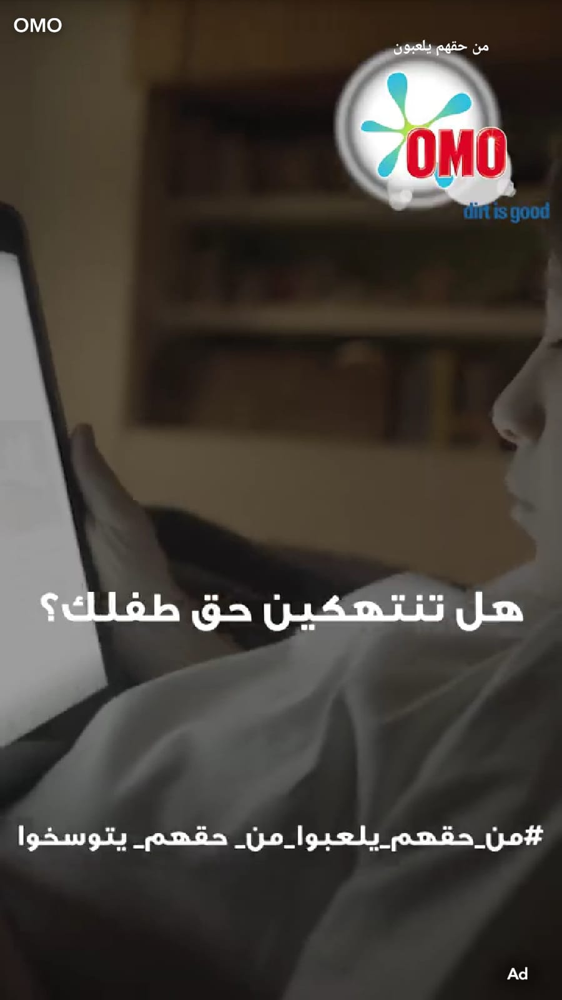 OMO
من حقهم يلعبون
OMO
dirt is good
هل تنتهكين حق طفلك؟
#من_حقهم_يلعبوا_من_ حقهم_ يتوسخوا
Ad